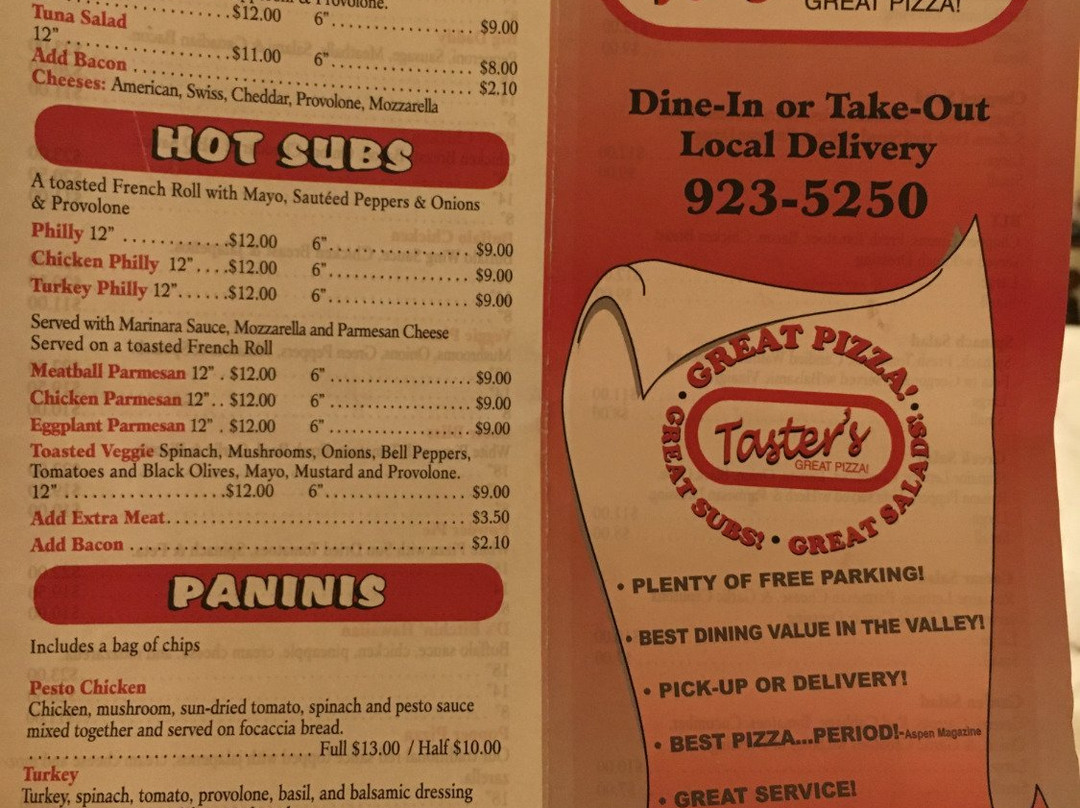 & Provolone.
$12.00 6" $9.00
Tuna Salad
12" $11.00 6" $8.00
Add Bacon $2.10
Cheeses: American, Swiss, Cheddar, Provolone, Mozzarella
HOT SUBS
A toasted French Roll with Mayo, Sautéed Peppers & Onions
& Provolone
Philly 12" $12.00 6" $9.00
Chicken Philly 12" $12.00 6" $9.00
Turkey Philly 12" $12.00 6" $9.00
Served with Marinara Sauce, Mozzarella and Parmesan Cheese
Served on a toasted French Roll
Meatball Parmesan 12" $12.00 6" $9.00
Chicken Parmesan 12" $12.00 6" $9.00
Eggplant Parmesan 12" $12.00 6" $9.00
Toasted Veggie Spinach, Mushrooms, Onions, Bell Peppers,
Tomatoes and Black Olives, Mayo, Mustard and Provolone.
12" $12.00 6" $9.00
Add Extra Meat $3.50
Add Bacon $2.10
PANINIS
Includes a bag of chips
Pesto Chicken
Chicken, mushroom, sun-dried tomato, spinach and pesto sauce
mixed together and served on focaccia bread.
Full $13.00 / Half $10.00
Turkey
Turkey, spinach, tomato, provolone, basil, and balsamic dressing
GREAT PIZZA!
Dine-In or Take-Out
Local Delivery
923-5250
GREAT PIZZA! • GREAT SALADS! • GREAT SUBS! •
Taster's
GREAT PIZZA!
• PLENTY OF FREE PARKING!
• BEST DINING VALUE IN THE VALLEY!
• PICK-UP OR DELIVERY!
• BEST PIZZA...PERIOD!-Aspen Magazine
• GREAT SERVICE!